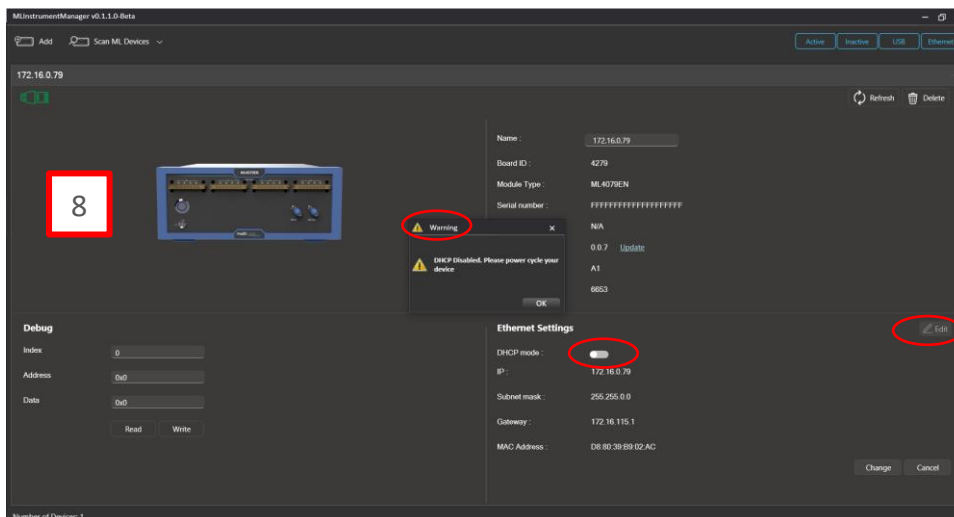 MLInstrumentManager v0.1.1.0-Beta
Add Scan ML Devices Active Inactive USB Ethernet
172.16.0.79
Refresh Delete
Name : 172.16.0.79
Board ID : 4279
Module Type : ML4079EN
8
Serial number : FFFFFFFFFFFFFFFFFFFF
Warning
N/A
0.0.7 Update
DHCP Disabled. Please power cycle your
device
A1
6653
OK
Debug
Index 0
Address 0x0
Data 0x0
Read Write
Ethernet Settings
Edit
DHCP mode :
IP : 172.16.0.79
Subnet mask : 255.255.0.0
Gateway : 172.16.115.1
MAC Address : D8:80:39:B9:02:AC
Change Cancel
Number of Devices: 1